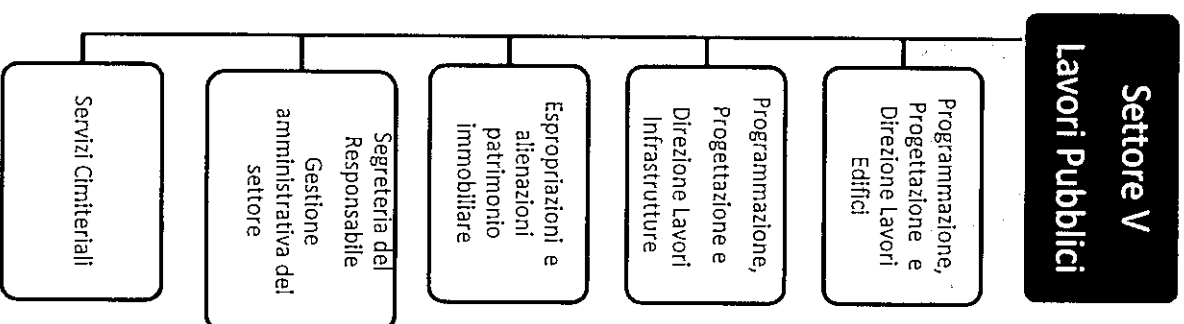 Settore V
Lavori Pubblici
Programmazione,
Progettazione e
Direzione Lavori
Edifici
Programmazione,
Progettazione e
Direzione Lavori
Infrastrutture
Espropriazioni e
alienazioni
patrimonio
immobiliare
Segreteria del
Responsabile
Gestione
amministrativa del
settore
Servizi Cimiteriali